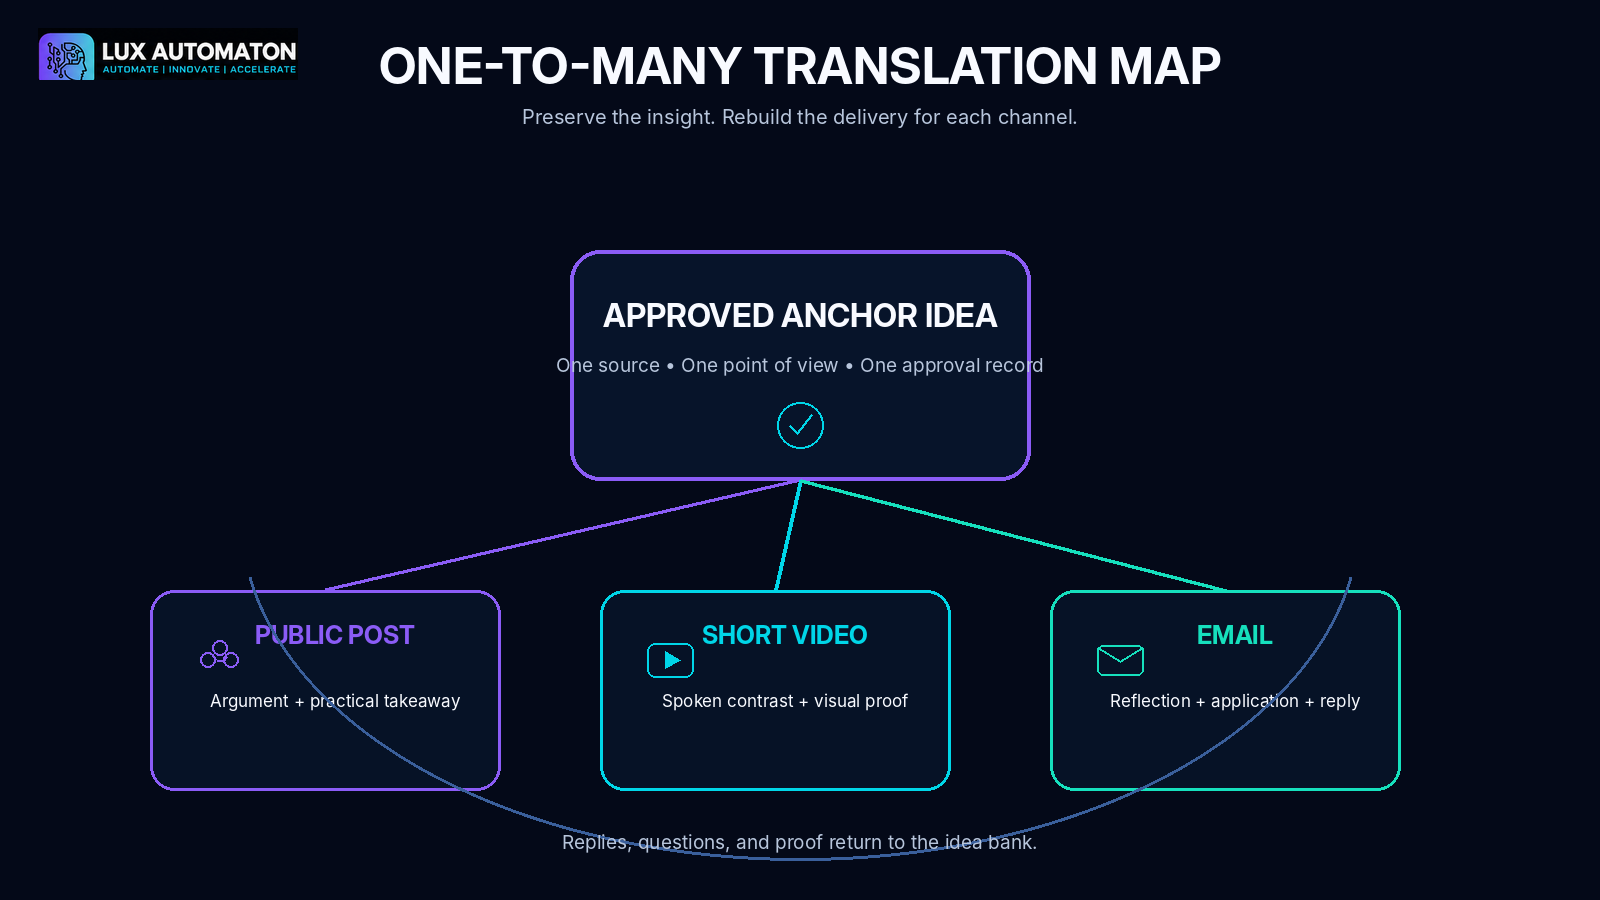 LUX AUTOMATON
AUTOMATE | INNOVATE | ACCELERATE
ONE-TO-MANY TRANSLATION MAP
Preserve the insight. Rebuild the delivery for each channel.
APPROVED ANCHOR IDEA
One source • One point of view • One approval record
PUBLIC POST
Argument + practical takeaway
SHORT VIDEO
Spoken contrast + visual proof
EMAIL
Reflection + application + reply
Replies, questions, and proof return to the idea bank.